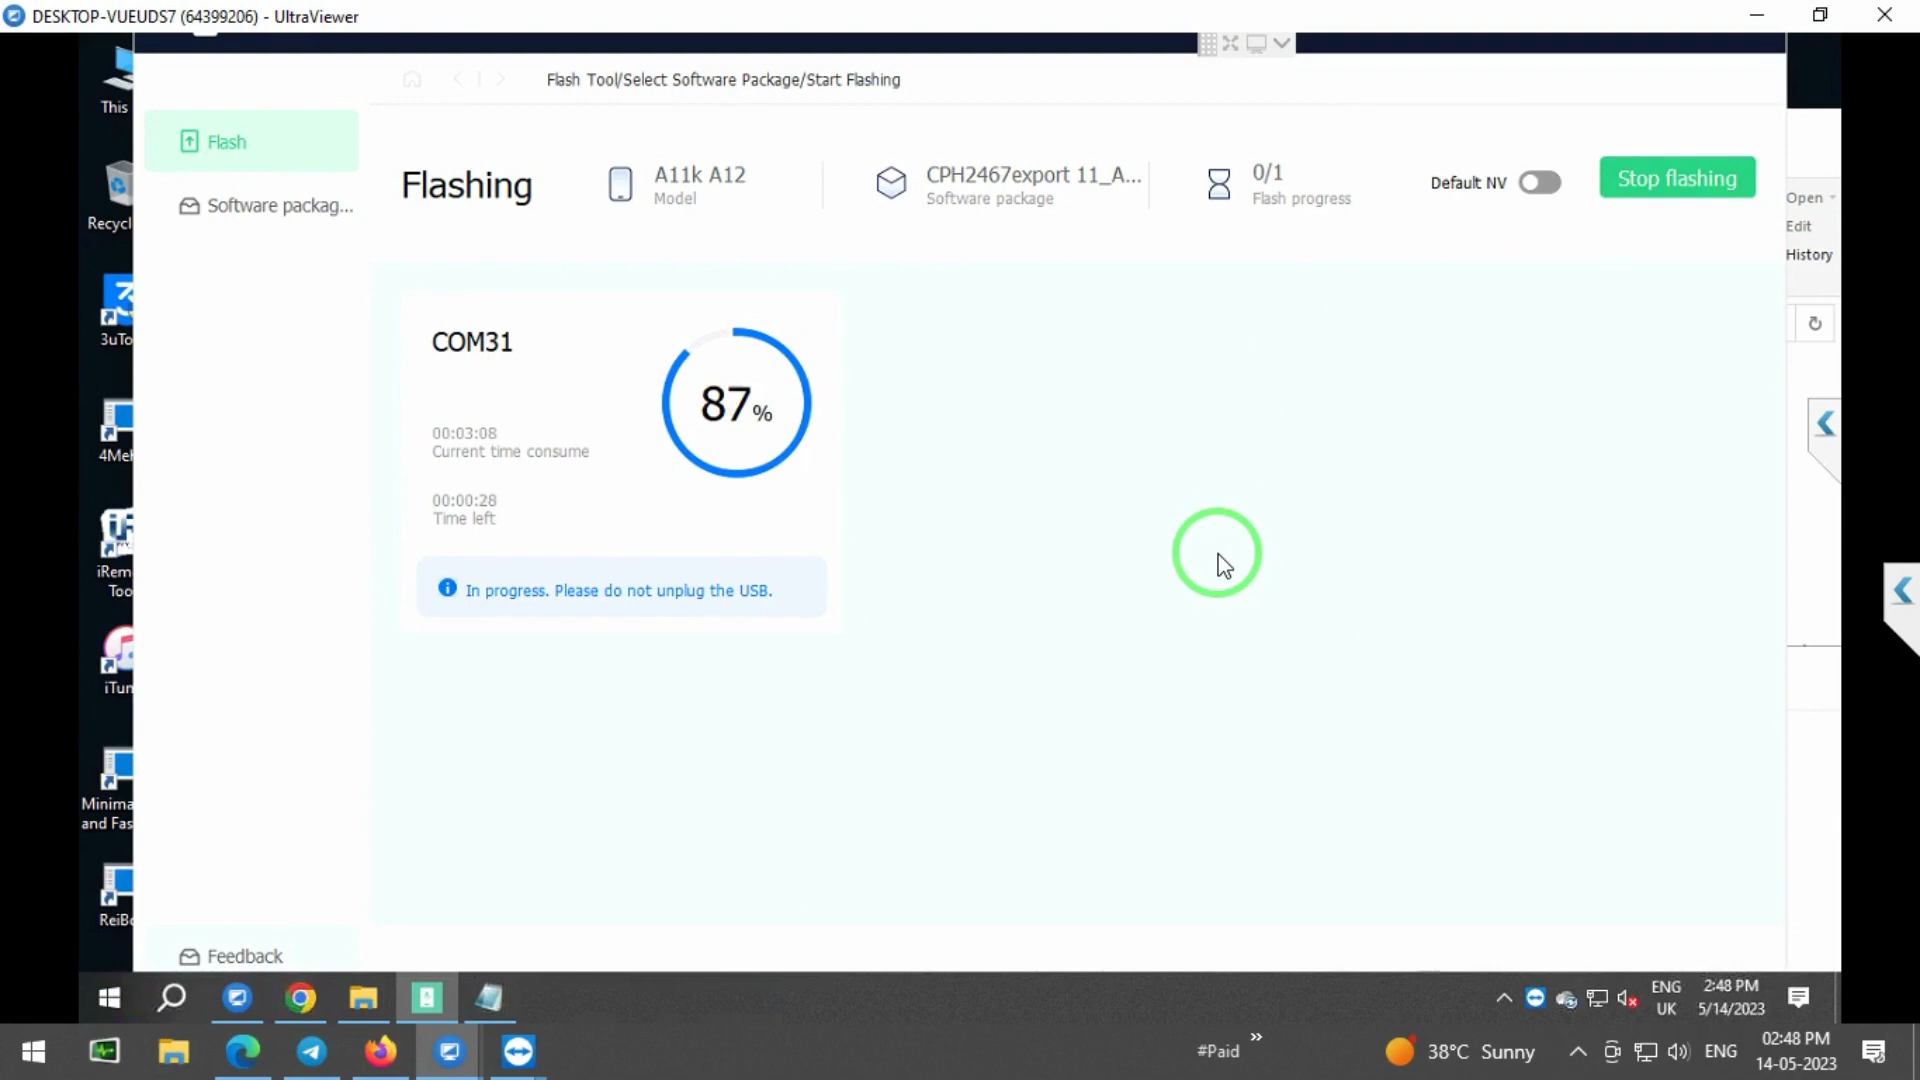 DESKTOP-VUEUDS7 (64399206) - UltraViewer
This
Flash Tool/Select Software Package/Start Flashing
Flash
Software packag...
Flashing
A11k A12
Model
CPH2467export 11_A...
Software package
0/1
Flash progress
Default NV
Stop flashing
Open
Edit
History
Recycl
3uTo
4Me
iRem
Too
iTun
Minima
and Fas
ReiBo
COM31
87%
00:03:08
Current time consume
00:00:28
Time left
In progress. Please do not unplug the USB.
Feedback
ENG
UK
2:48 PM
5/14/2023
#Paid
38°C Sunny
ENG
02:48 PM
14-05-2023